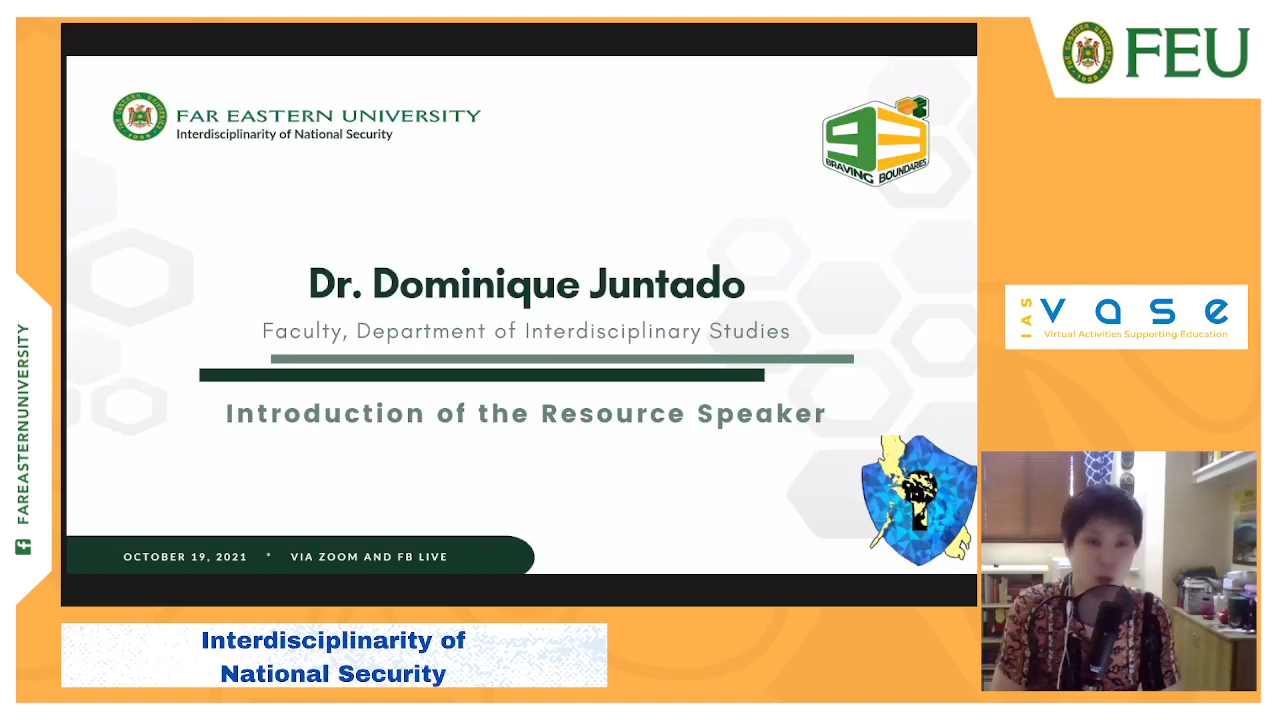 FEU
FAR EASTERN UNIVERSITY
Interdisciplinarity of National Security
BRAVING BOUNDARIES
Dr. Dominique Juntado
Faculty, Department of Interdisciplinary Studies
Introduction of the Resource Speaker
OCTOBER 19, 2021 * VIA ZOOM AND FB LIVE
IAS vase
Virtual Activities Supporting Education
FAREASTERNUNIVERSITY
Interdisciplinarity of
National Security